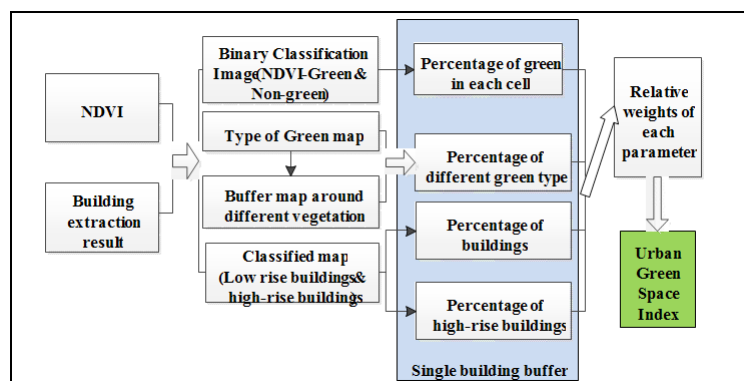 NDVI
Building
extraction
result
Binary Classification
Image(NDVI-Green &
Non-green)
Type of Green map
Buffer map around
different vegetation
Classified map
(Low rise buildings&
high-rise buildings)
Percentage of green
in each cell
Percentage of
different green type
Percentage of
buildings
Percentage of
high-rise buildings
Single building buffer
Relative
weights of
each
parameter
Urban
Green
Space
Index